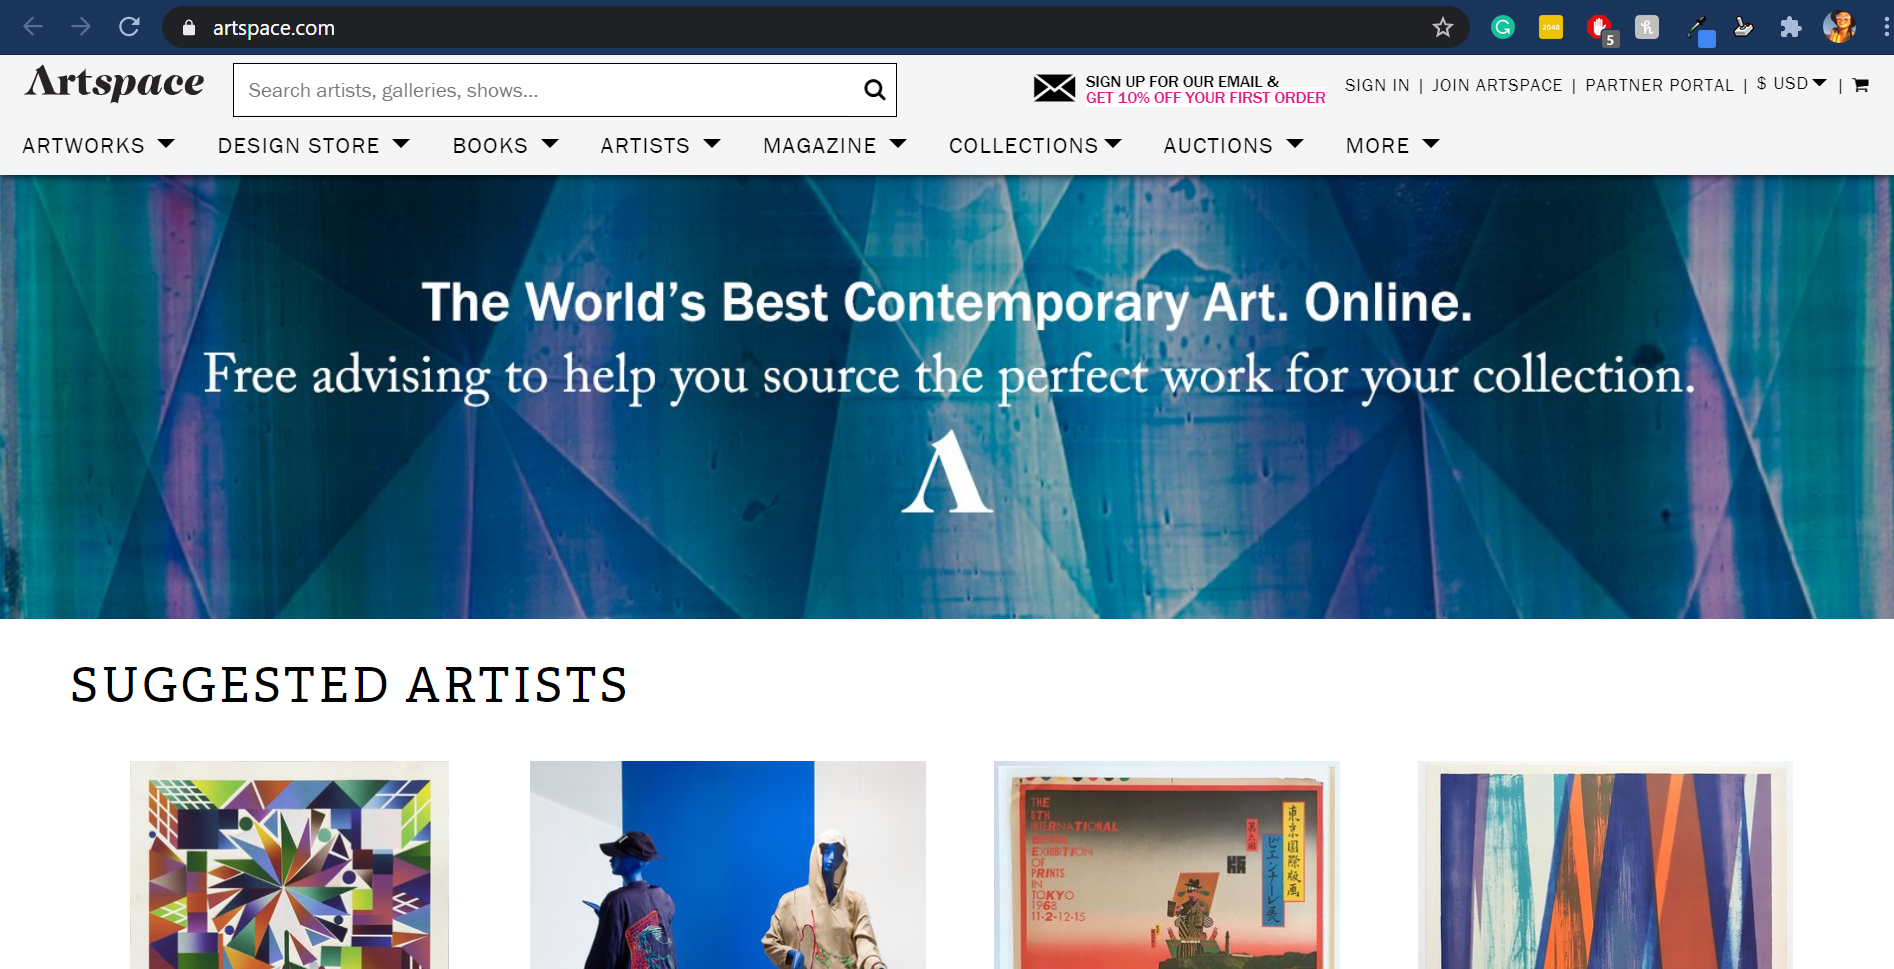 artspace.com
2048
5
Artspace
Search artists, galleries, shows...
SIGN UP FOR OUR EMAIL &
GET 10% OFF YOUR FIRST ORDER
SIGN IN | JOIN ARTSPACE | PARTNER PORTAL | $ USD |
ARTWORKS DESIGN STORE BOOKS ARTISTS MAGAZINE COLLECTIONS AUCTIONS MORE
The World's Best Contemporary Art. Online.
Free advising to help you source the perfect work for your collection.
SUGGESTED ARTISTS
THE
6TH
INTERNATIONAL
EXHIBITION
OF
PRINTS
IN
TOKYO
1968
11-2-12-15
東京国際版画
ビエンナーレ展